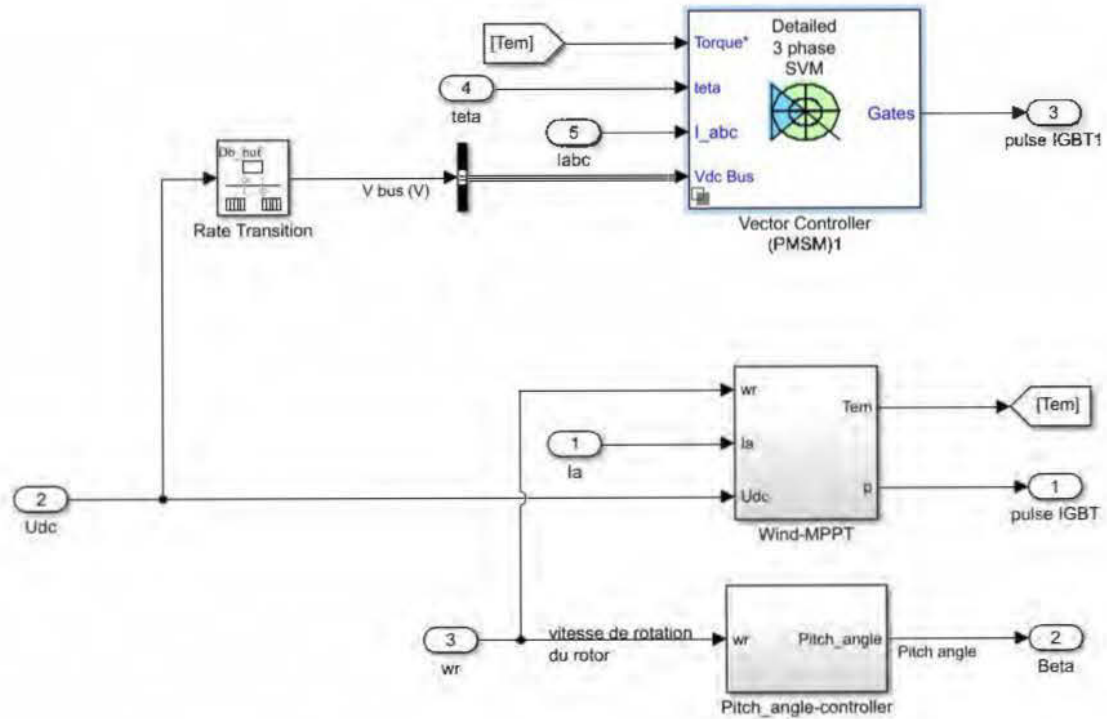 [Tem]
Torque*
Detailed
3 phase
SVM
4
teta
teta
5
Iabc
I_abc
Gates
3
pulse IGBT1
V bus (V)
Vdc Bus
Rate Transition
Vector Controller
(PMSM)1
wr
Tem
[Tem]
1
Ia
Ia
2
Udc
Udc
p
1
pulse IGBT
Wind-MPPT
3
wr
vitesse de rotation
du rotor
wr
Pitch_angle
Pitch angle
2
Beta
Pitch_angle-controller